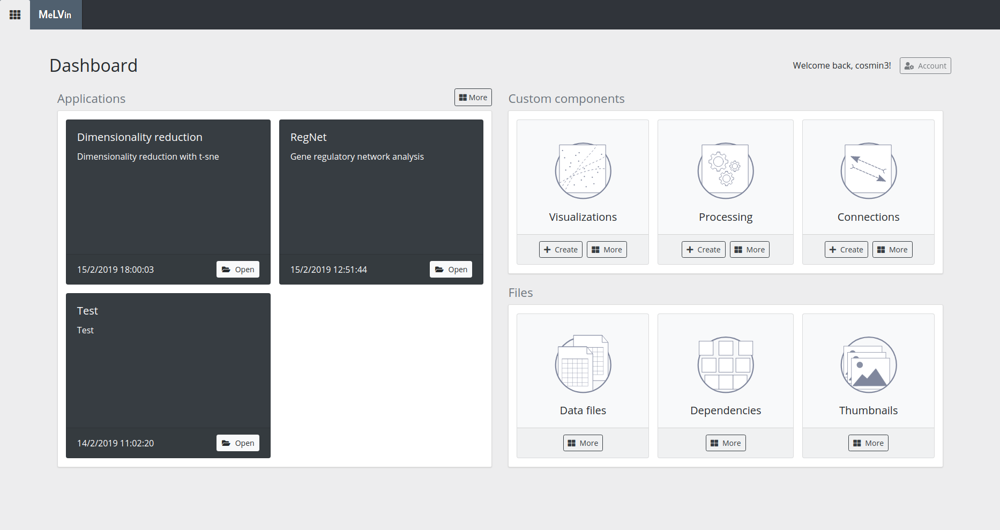 MeLVin
Dashboard
Welcome back, cosmin3!
Account
Applications
More
Dimensionality reduction
Dimensionality reduction with t-sne
15/2/2019 18:00:03
Open
RegNet
Gene regulatory network analysis
15/2/2019 12:51:44
Open
Test
Test
14/2/2019 11:02:20
Open
Custom components
Visualizations
Create
More
Processing
Create
More
Connections
Create
More
Files
Data files
More
Dependencies
More
Thumbnails
More